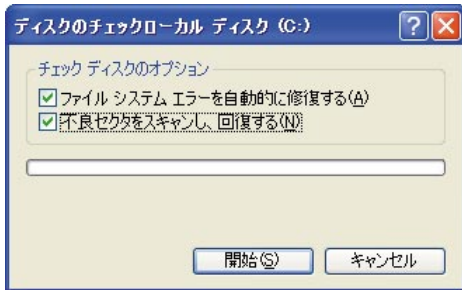 ディスクのチェックローカル ディスク (C:)
チェック ディスクのオプション
ファイル システム エラーを自動的に修復する(A)
不良セクタをスキャンし、回復する(N)
開始(S)
キャンセル